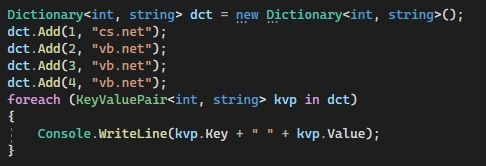 Dictionary<int, string> dct = new Dictionary<int, string>();
dct.Add(1, "cs.net");
dct.Add(2, "vb.net");
dct.Add(3, "vb.net");
dct.Add(4, "vb.net");
foreach (KeyValuePair<int, string> kvp in dct)
{
    Console.WriteLine(kvp.Key + " " + kvp.Value);
}